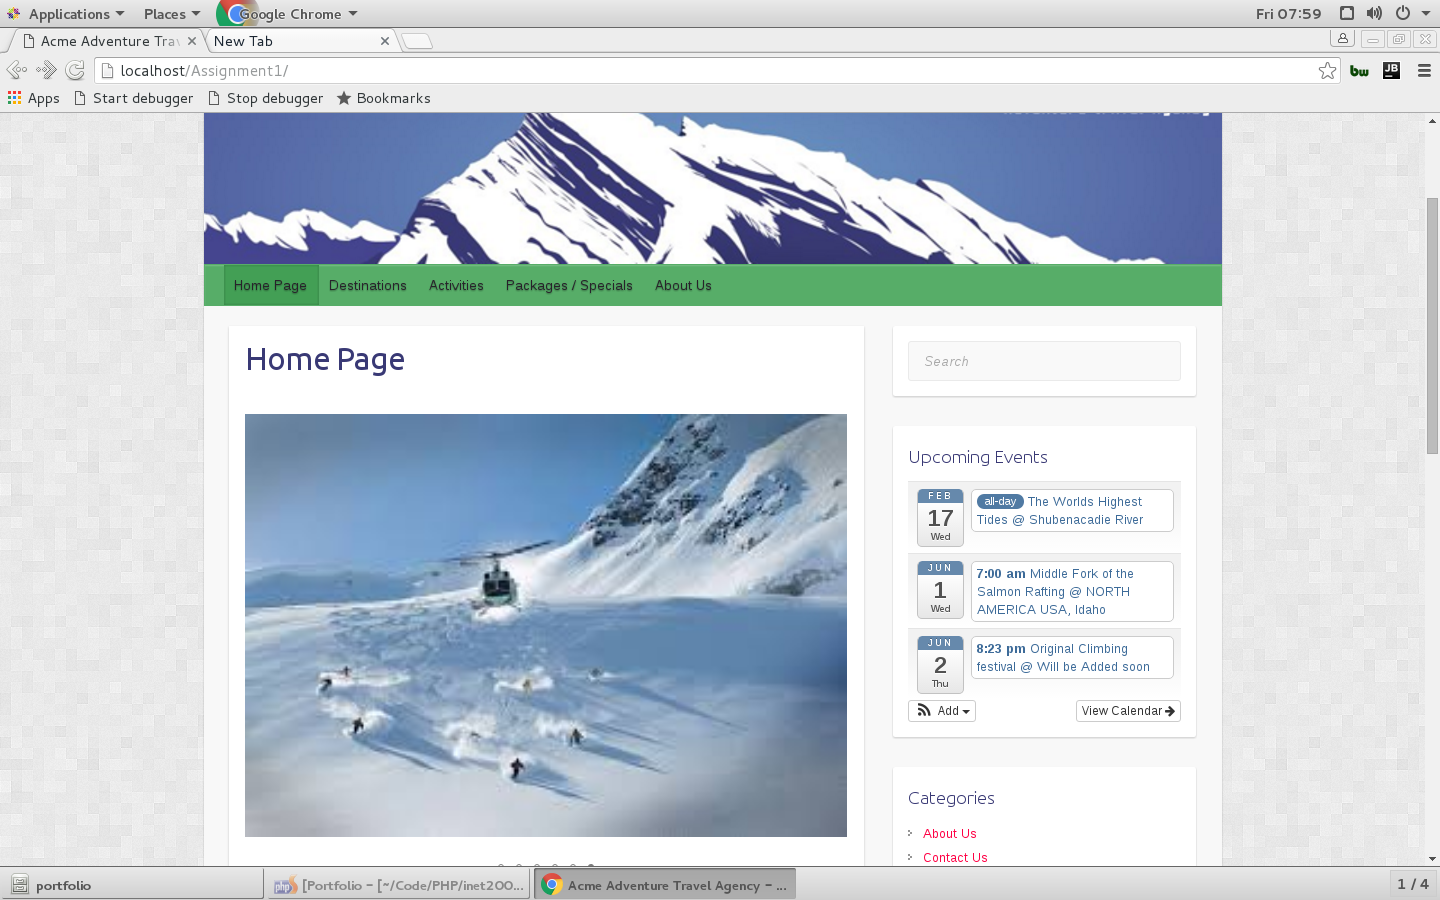 Applications Places Google Chrome Fri 07:59
Acme Adventure Trav New Tab
localhost/Assignment1/ bw JB
Apps Start debugger Stop debugger Bookmarks
Home Page Destinations Activities Packages / Specials About Us
Home Page
Search
Upcoming Events
FEB
17
Wed
all-day The Worlds Highest
Tides @ Shubenacadie River
JUN
1
Wed
7:00 am Middle Fork of the
Salmon Rafting @ NORTH
AMERICA USA, Idaho
JUN
2
Thu
8:23 pm Original Climbing
festival @ Will be Added soon
Add View Calendar
Categories
About Us
Contact Us
portfolio [Portfolio - [~/Code/PHP/inet200... Acme Adventure Travel Agency - ... 1 / 4